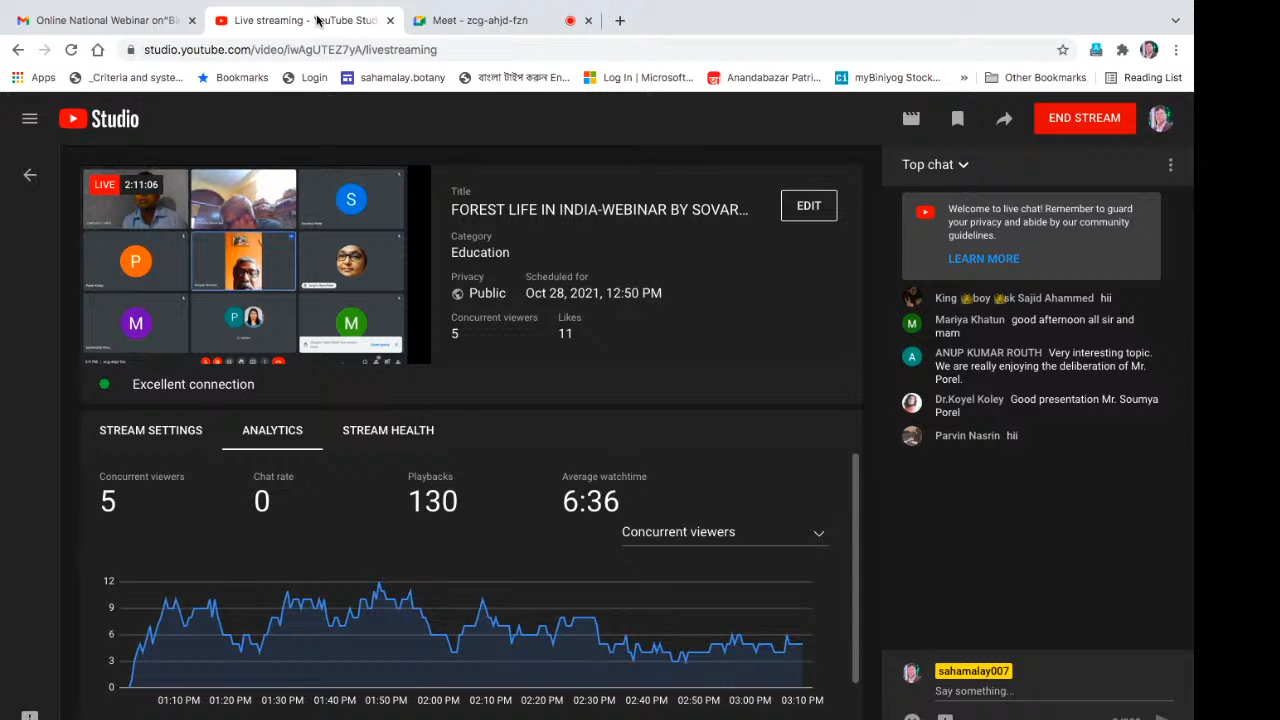 Online National Webinar on"Bi
Live streaming - YouTube Stud
Meet - zcg-ahjd-fzn
studio.youtube.com/video/iwAgUTEZ7yA/livestreaming
Apps
_Criteria and syste...
Bookmarks
Login
sahamalay.botany
বাংলা টাইপ করুন En...
Log In | Microsoft...
Anandabazar Patri...
myBiniyog Stock...
»
Other Bookmarks
Reading List
Studio
END STREAM
LIVE 2:11:06
S
P
P
M
M
Title
FOREST LIFE IN INDIA-WEBINAR BY SOVAR...
EDIT
Category
Education
Privacy
Public
Scheduled for
Oct 28, 2021, 12:50 PM
Concurrent viewers
5
Likes
11
Excellent connection
STREAM SETTINGS
ANALYTICS
STREAM HEALTH
Concurrent viewers
5
Chat rate
0
Playbacks
130
Average watchtime
6:36
Concurrent viewers
12
9
6
3
0
01:10 PM 01:20 PM 01:30 PM 01:40 PM 01:50 PM 02:00 PM 02:10 PM 02:20 PM 02:30 PM 02:40 PM 02:50 PM 03:00 PM 03:10 PM
Top chat
Welcome to live chat! Remember to guard
your privacy and abide by our community
guidelines.
LEARN MORE
King boy sk Sajid Ahammed hii
M
Mariya Khatun good afternoon all sir and
mam
A
ANUP KUMAR ROUTH Very interesting topic.
We are really enjoying the deliberation of Mr.
Porel.
Dr.Koyel Koley Good presentation Mr. Soumya
Porel
Parvin Nasrin hii
sahamalay007
Say something...